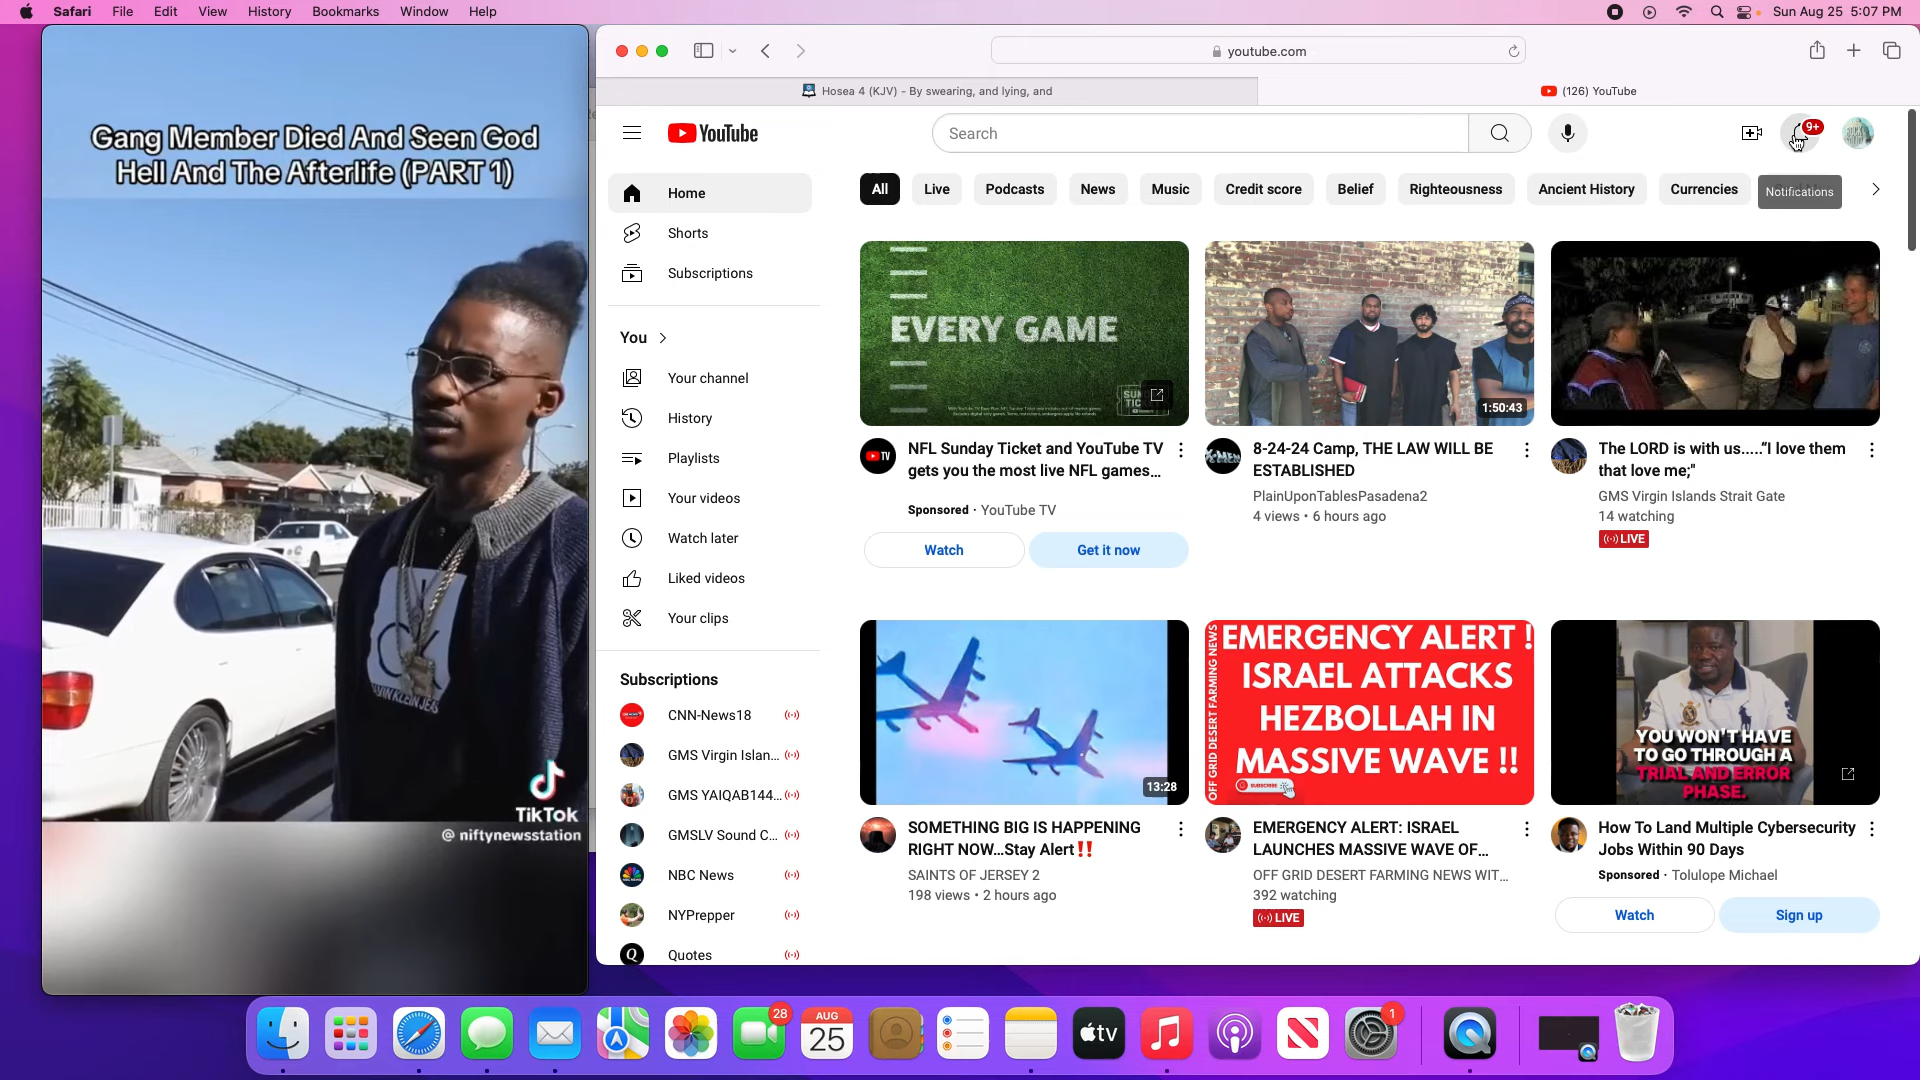 Safari File Edit View History Bookmarks Window Help
Sun Aug 25 5:07 PM
Gang Member Died And Seen God
Hell And The Afterlife (PART 1)
TikTok
@ niftynewsstation
youtube.com
Hosea 4 (KJV) - By swearing, and lying, and
(126) YouTube
YouTube
Search
9+
Notifications
Home
Shorts
Subscriptions
You
Your channel
History
Playlists
Your videos
Watch later
Liked videos
Your clips
Subscriptions
CNN-News18
GMS Virgin Islan...
GMS YAIQAB144...
GMSLV Sound C...
NBC News
NYPrepper
Quotes
All Live Podcasts News Music Credit score Belief Righteousness Ancient History Currencies
EVERY GAME
NFL Sunday Ticket and YouTube TV
gets you the most live NFL games...
Sponsored · YouTube TV
Watch
Get it now
1:50:43
8-24-24 Camp, THE LAW WILL BE
ESTABLISHED
PlainUponTablesPasadena2
4 views • 6 hours ago
The LORD is with us.....“I love them
that love me;"
GMS Virgin Islands Strait Gate
14 watching
LIVE
13:28
SOMETHING BIG IS HAPPENING
RIGHT NOW...Stay Alert‼️
SAINTS OF JERSEY 2
198 views • 2 hours ago
OFF GRID DESERT FARMING NEWS
EMERGENCY ALERT !
ISRAEL ATTACKS
HEZBOLLAH IN
MASSIVE WAVE !!
SUBSCRIBE
EMERGENCY ALERT: ISRAEL
LAUNCHES MASSIVE WAVE OF...
OFF GRID DESERT FARMING NEWS WIT...
392 watching
LIVE
YOU WON'T HAVE
TO GO THROUGH A
TRIAL AND ERROR
PHASE.
How To Land Multiple Cybersecurity
Jobs Within 90 Days
Sponsored · Tolulope Michael
Watch
Sign up
28
AUG
25
tv
1